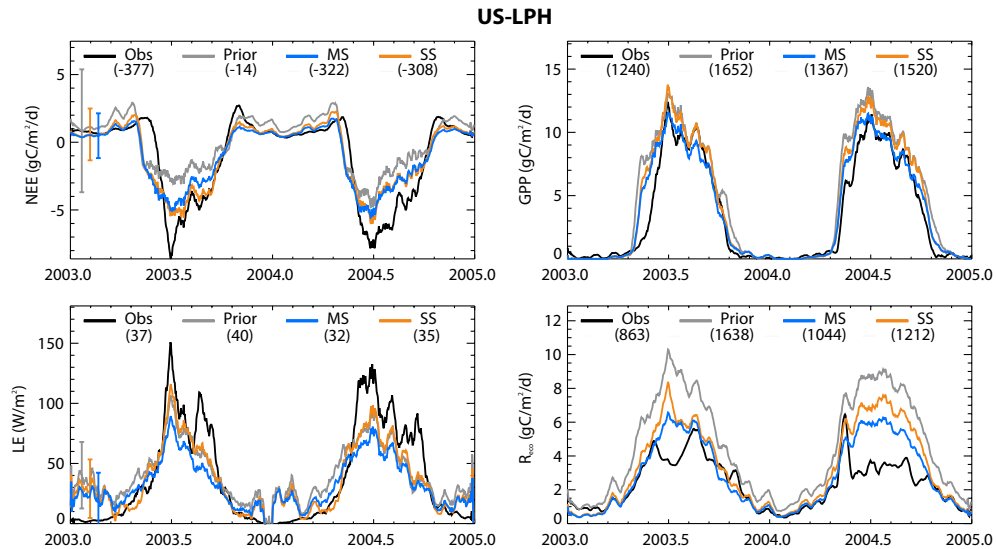 US-LPH
Obs Prior MS SS
(-377) (-14) (-322) (-308)
5
0
-5
NEE (gC/m²/d)
2003.0 2003.5 2004.0 2004.5 2005.0
Obs Prior MS SS
(1240) (1652) (1367) (1520)
15
10
5
0
GPP (gC/m²/d)
2003.0 2003.5 2004.0 2004.5 2005.0
Obs Prior MS SS
(37) (40) (32) (35)
150
100
50
0
LE (W/m²)
2003.0 2003.5 2004.0 2004.5 2005.0
Obs Prior MS SS
(863) (1638) (1044) (1212)
12
10
8
6
4
2
0
Reco (gC/m²/d)
2003.0 2003.5 2004.0 2004.5 2005.0